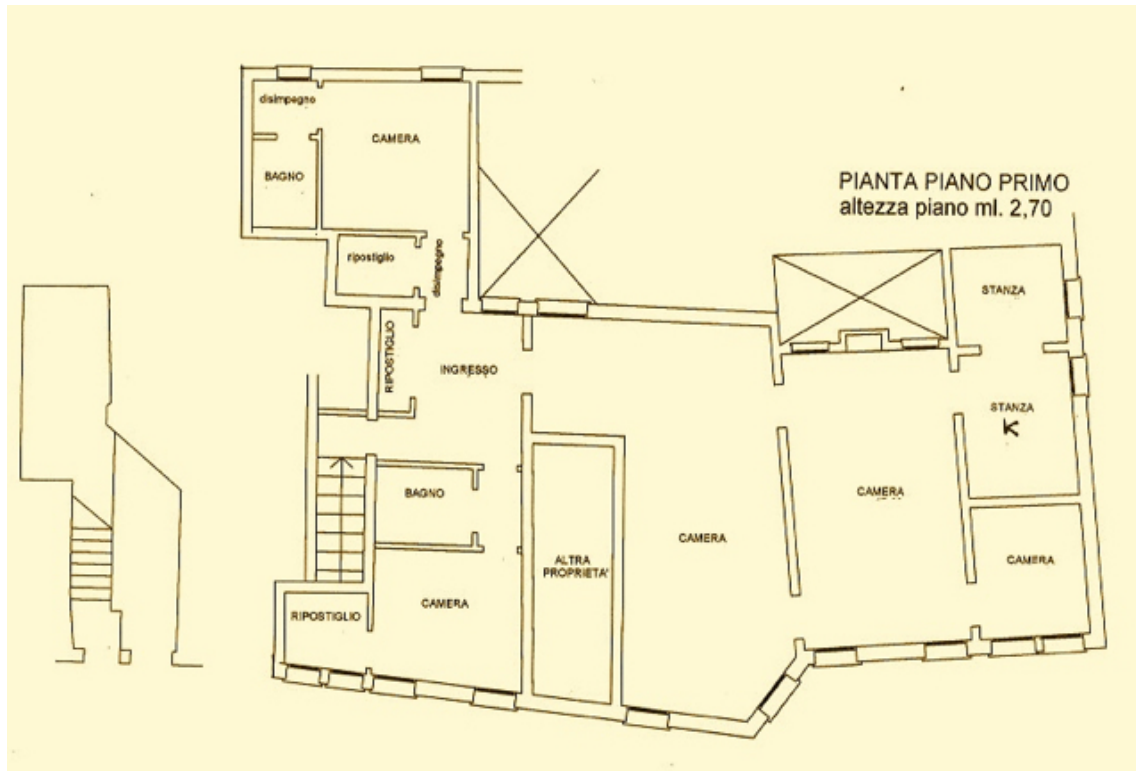 disimpegno
CAMERA
BAGNO
PIANTA PIANO PRIMO
altezza piano ml. 2,70
ripostiglio
disimpegno
STANZA
RIPOSTIGLIO
INGRESSO
STANZA
K
BAGNO
CAMERA
CAMERA
ALTRA
PROPRIETA'
CAMERA
CAMERA
RIPOSTIGLIO